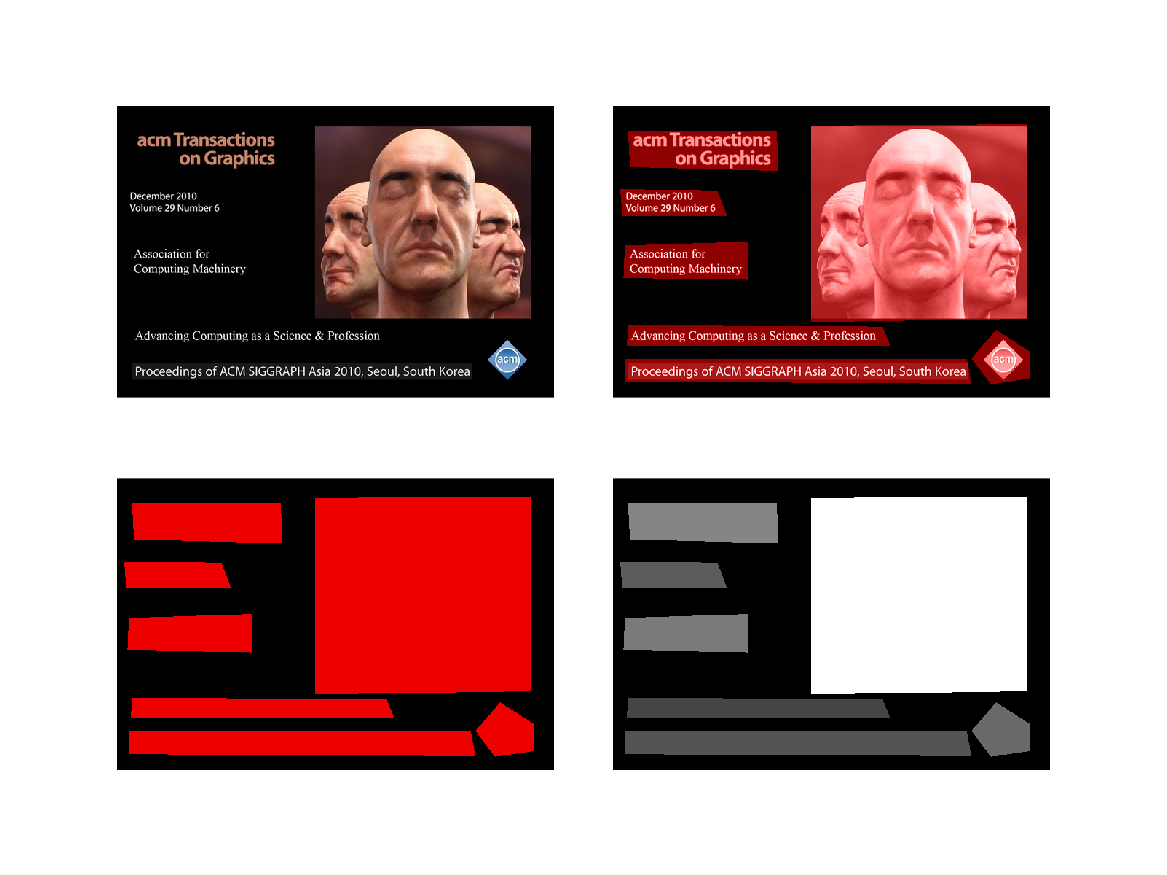 acm Transactions
on Graphics
December 2010
Volume 29 Number 6
Association for
Computing Machinery
Advancing Computing as a Science & Profession
acm
Proceedings of ACM SIGGRAPH Asia 2010, Seoul, South Korea
acm Transactions
on Graphics
December 2010
Volume 29 Number 6
Association for
Computing Machinery
Advancing Computing as a Science & Profession
acm
Proceedings of ACM SIGGRAPH Asia 2010, Seoul, South Korea